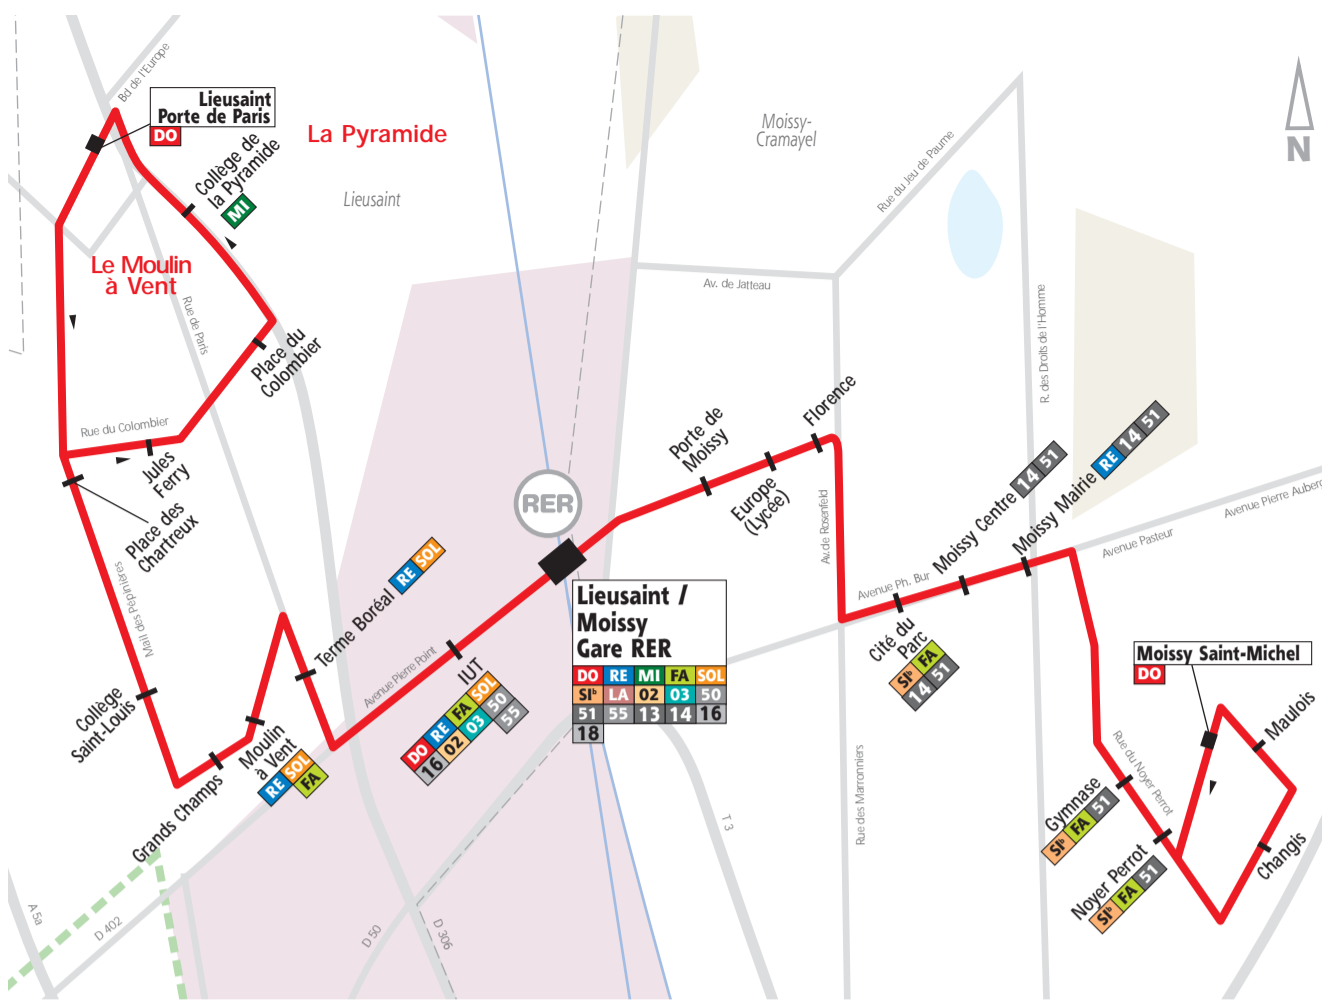 Bd de l'Europe
Lieusaint
Porte de Paris
DO
La Pyramide
Collège de
la Pyramide
MI
Lieusaint
Moissy-
Cramayel
Rue du Jeu de Paume
N
Le Moulin
à Vent
Rue de Paris
Av. de Jatteau
R. des Droits de l'Homme
Place du
Colombier
Rue du Colombier
Jules
Ferry
Place des
Chartreux
Mail des Pépinières
Collège
Saint-Louis
Grands Champs
Moulin
à Vent
RE SOL
FA
Terme Boréal
RE SOL
Avenue Pierre Point
IUT
DO RE FA SOL
16 02 03 50
55
RER
Lieusaint /
Moissy
Gare RER
DO RE MI FA SOL
SIb LA 02 03 50
51 55 13 14 16
18
Porte de
Moissy
Europe
(Lycée)
Florence
Av.de Rosenfeld
Avenue Ph. Bur
Cité du
Parc
SIb FA
14 51
Moissy Centre
14 51
Moissy Mairie
RE 14 51
Avenue Pasteur
Avenue Pierre Auber
Moissy Saint-Michel
DO
Maulois
Changis
Rue du Noyer Perrot
Gymnase
SIb FA 51
Noyer Perrot
SIb FA 51
Rue des Marronniers
T 3
D 50
D 306
D 402
A 5a